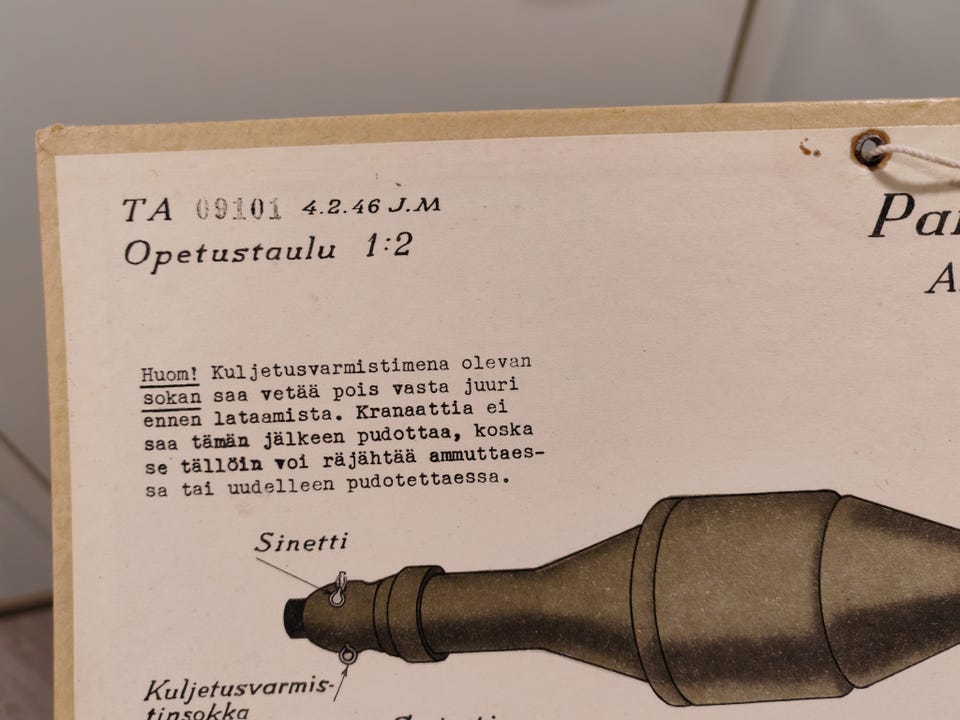 TA 09101 4.2.46 J.M
Opetustaulu 1:2
Huom! Kuljetusvarmistimena olevan
sokan saa vetää pois vasta juuri
ennen lataamista. Kranaattia ei
saa tämän jälkeen pudottaa, koska
se tällöin voi räjähtää ammuttaes-
sa tai uudelleen pudotettaessa.
Sinetti
Kuljetusvarmis-
tinsokka